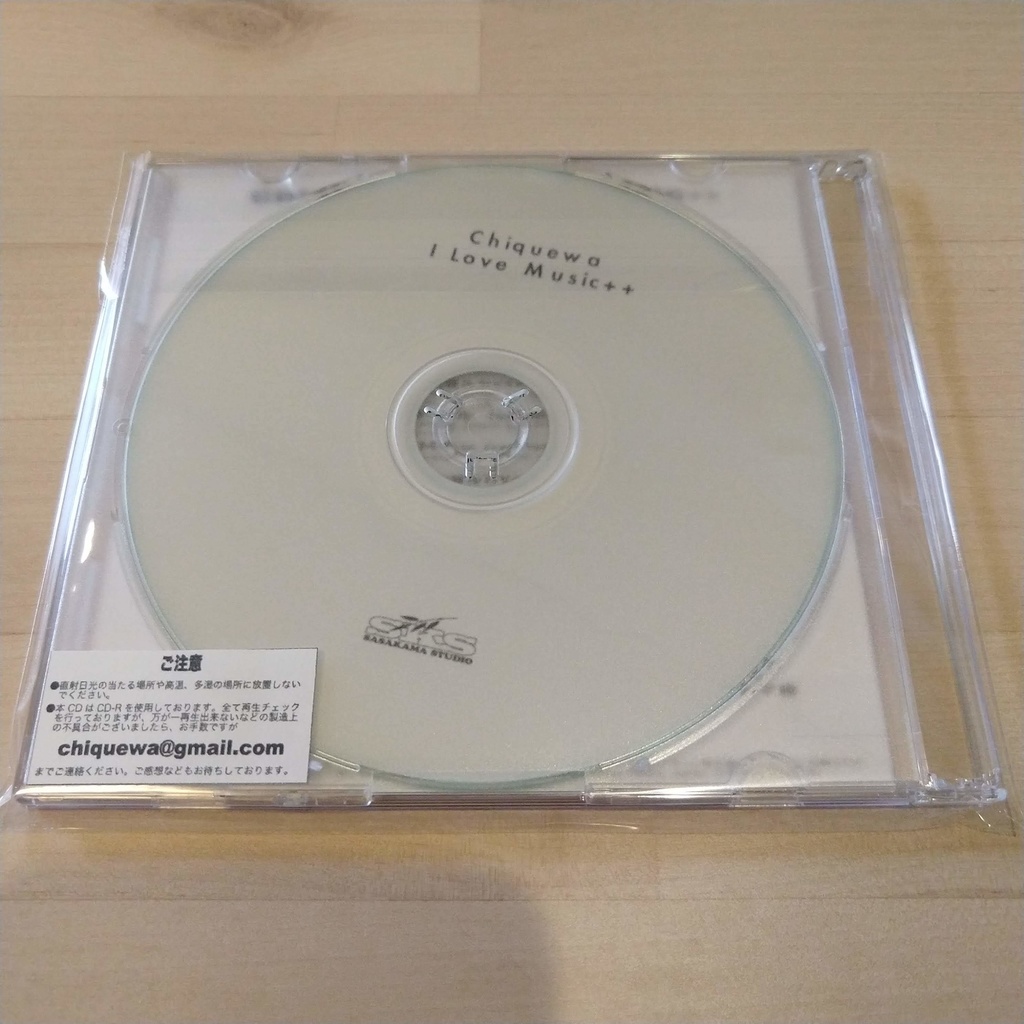 Chiquewa
I Love Music++
SKS
SASAKAMA STUDIO
ご注意
●直射日光の当たる場所や高温、多湿の場所に放置しない
でください。
●本CDはCD-Rを使用しております。全て再生チェック
を行っておりますが、万が一再生出来ないなどの製造上
の不具合がございましたら、お手数ですが
chiquewa@gmail.com
までご連絡ください。ご感想などもお待ちしております。